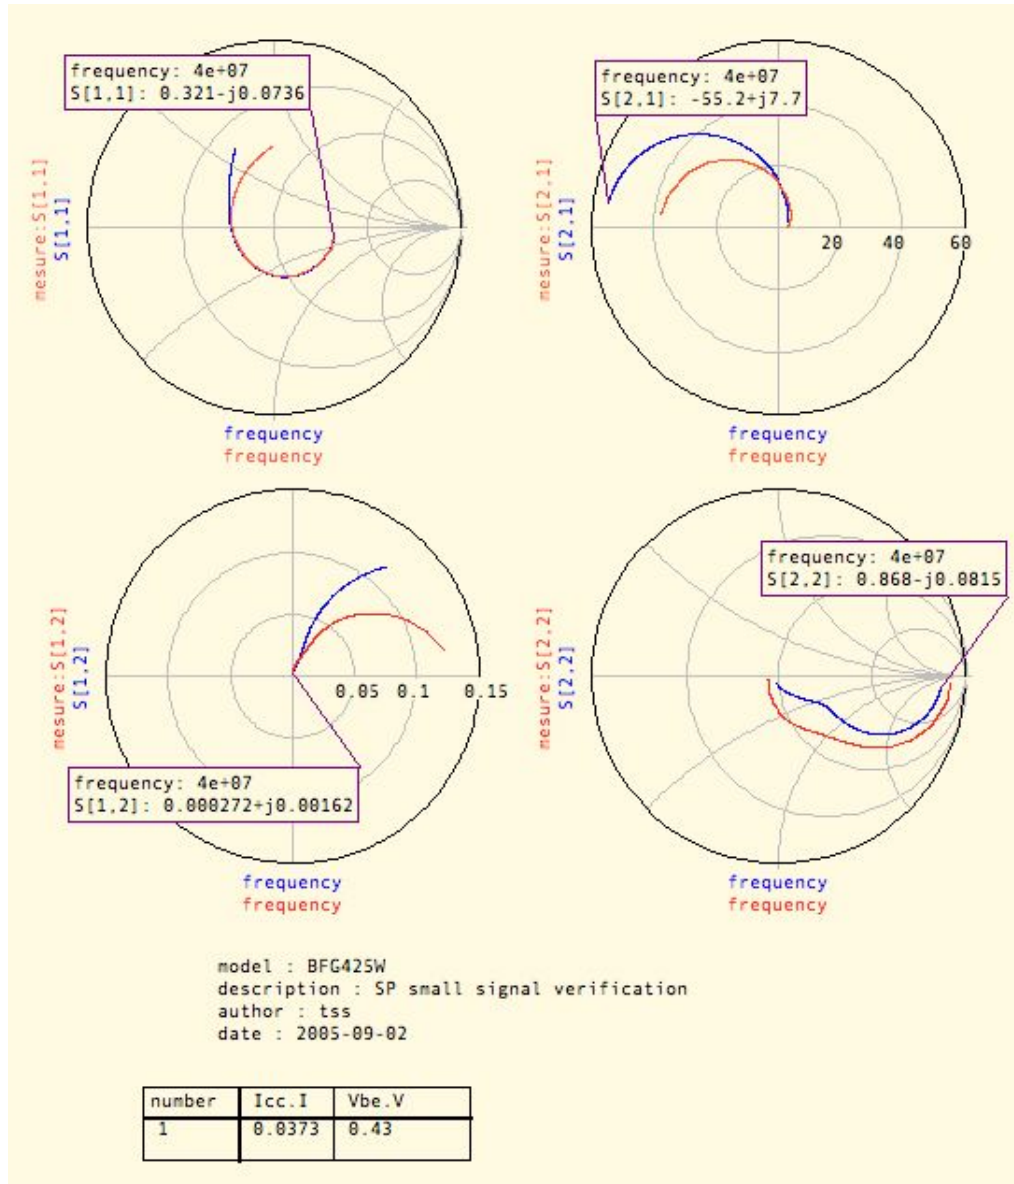 frequency: 4e+07
S[1,1]: 0.321-j0.0736
mesure:S[1,1]
S[1,1]
frequency
frequency
frequency: 4e+07
S[2,1]: -55.2+j7.7
mesure:S[2,1]
S[2,1]
20 40 60
frequency
frequency
mesure:S[1,2]
S[1,2]
0.05 0.1 0.15
frequency: 4e+07
S[1,2]: 0.000272+j0.00162
frequency
frequency
frequency: 4e+07
S[2,2]: 0.868-j0.0815
mesure:S[2,2]
S[2,2]
frequency
frequency
model : BFG425W
description : SP small signal verification
author : tss
date : 2005-09-02
number Icc.I Vbe.V
1 0.0373 0.43